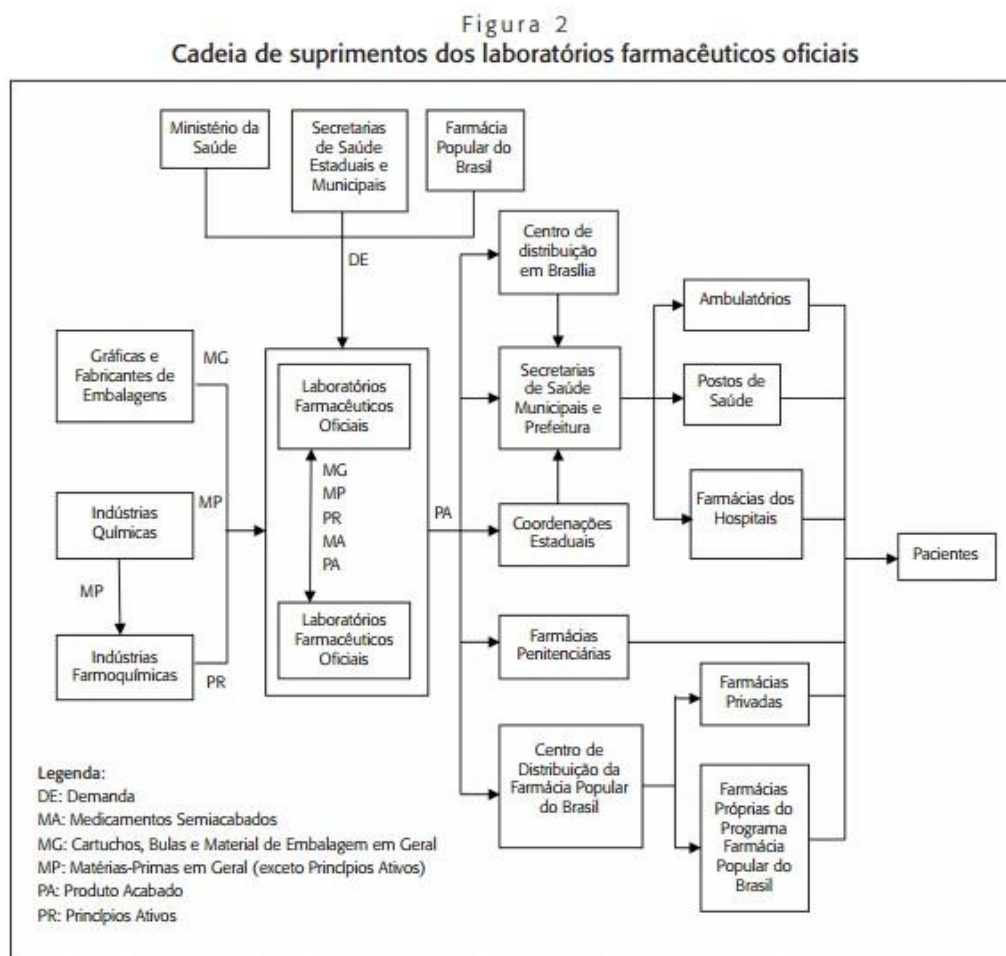 Figura 2
Cadeia de suprimentos dos laboratórios farmacêuticos oficiais
Ministério da
Saúde
Secretarias
de Saúde
Estaduais e
Municipais
Farmácia
Popular do
Brasil
DE
Centro de
distribuição
em Brasília
Ambulatórios
Gráficas e
Fabricantes de
Embalagens
MG
Laboratórios
Farmacêuticos
Oficiais
Secretarias
de Saúde
Municipais e
Prefeitura
Postos de
Saúde
MG
MP
PR
MA
PA
Indústrias
Químicas
MP
PA
Coordenações
Estaduais
Farmácias dos
Hospitais
Pacientes
MP
Indústrias
Farmoquímicas
PR
Laboratórios
Farmacêuticos
Oficiais
Farmácias
Penitenciárias
Farmácias
Privadas
Centro de
Distribuição da
Farmácia Popular
do Brasil
Farmácias
Próprias do
Programa
Farmácia
Popular do
Brasil
Legenda:
DE: Demanda
MA: Medicamentos Semiacabados
MG: Cartuchos, Bulas e Material de Embalagem em Geral
MP: Matérias-Primas em Geral (exceto Princípios Ativos)
PA: Produto Acabado
PR: Princípios Ativos